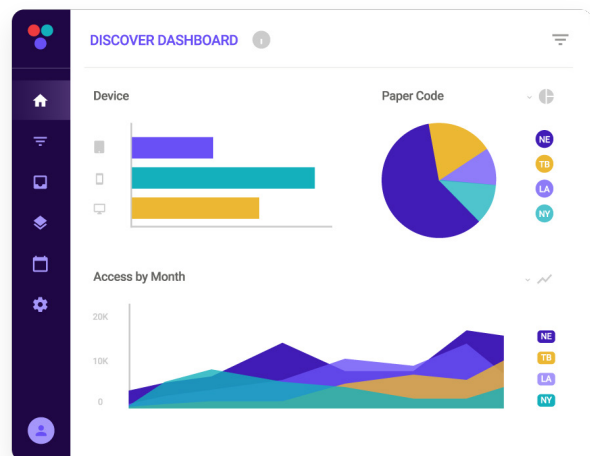 DISCOVER DASHBOARD i
Device
Paper Code
NE
TB
LA
NY
Access by Month
20K
10K
0
NE
TB
LA
NY